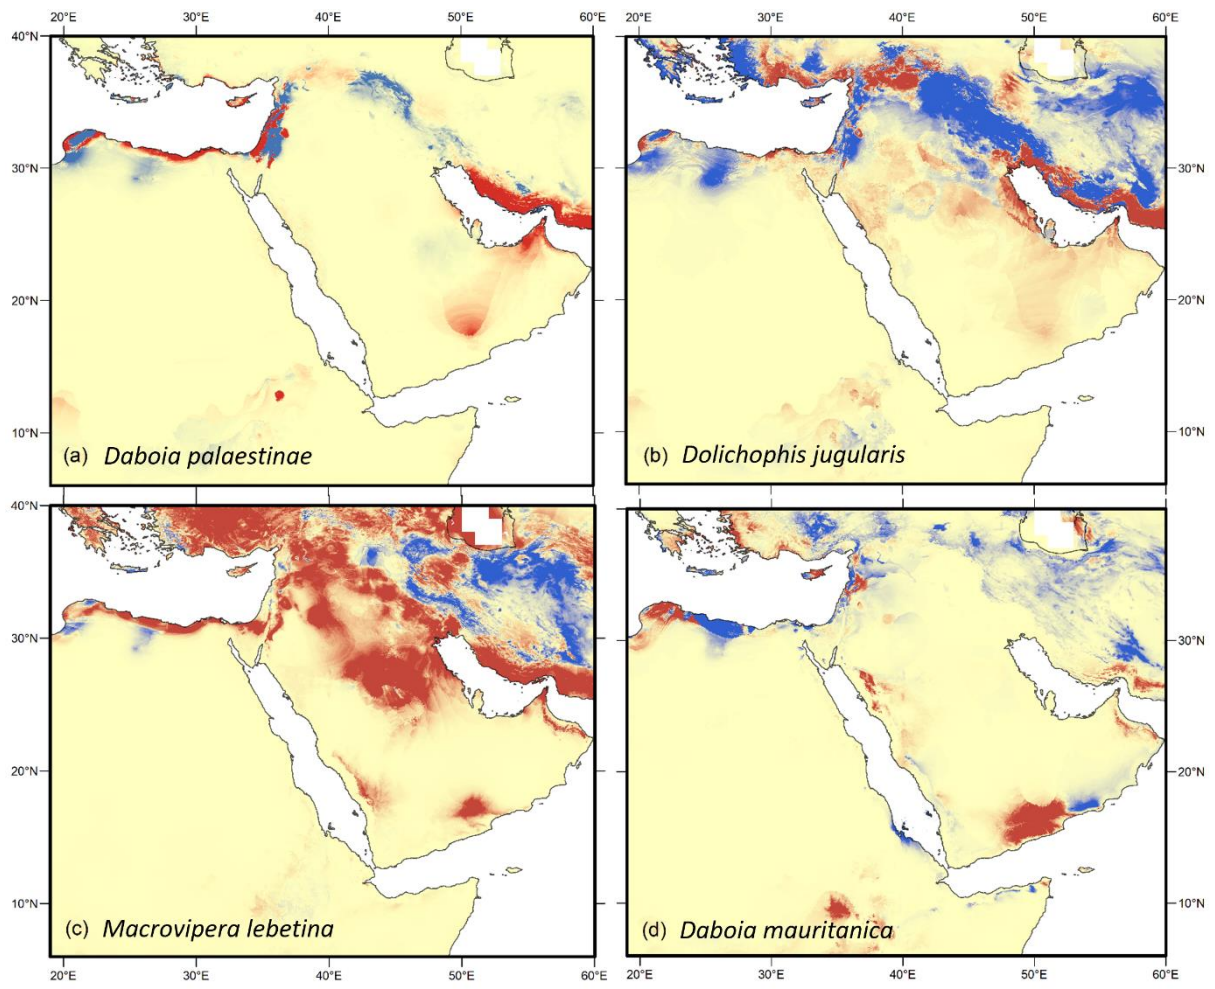 20°E 30°E 40°E 50°E 60°E 20°E 30°E 40°E 50°E 60°E
40°N
30°N 30°N
20°N 20°N
10°N 10°N
(a) Daboia palaestinae (b) Dolichophis jugularis
40°N
30°N 30°N
20°N 20°N
10°N 10°N
(c) Macrovipera lebetina (d) Daboia mauritanica
20°E 30°E 40°E 50°E 60°E 20°E 30°E 40°E 50°E 60°E